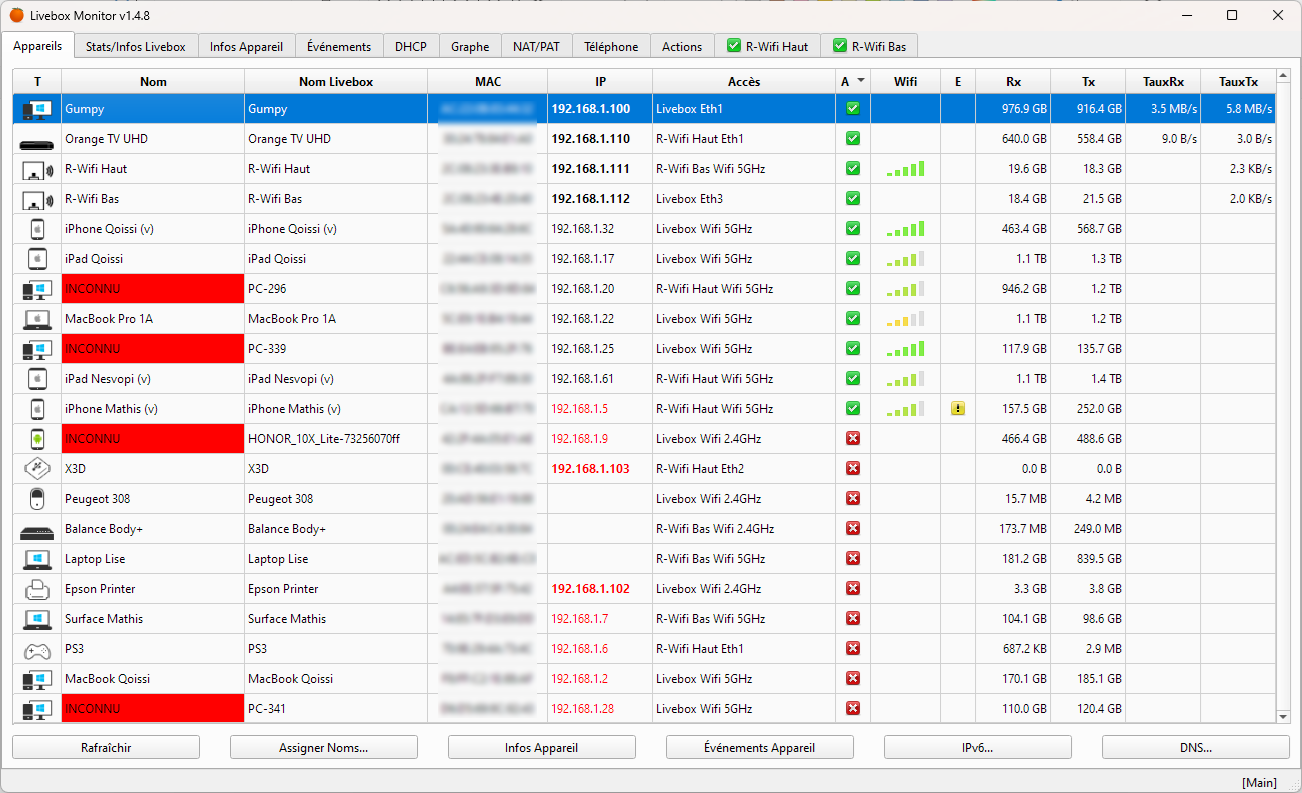 Livebox Monitor v1.4.8
Appareils Stats/Infos Livebox Infos Appareil Événements DHCP Graphe NAT/PAT Téléphone Actions R-Wifi Haut R-Wifi Bas
T Nom Nom Livebox MAC IP Accès A Wifi E Rx Tx TauxRx TauxTx
Gumpy Gumpy 192.168.1.100 Livebox Eth1 976.9 GB 916.4 GB 3.5 MB/s 5.8 MB/s
Orange TV UHD Orange TV UHD 192.168.1.110 R-Wifi Haut Eth1 640.0 GB 558.4 GB 9.0 B/s 3.0 B/s
R-Wifi Haut R-Wifi Haut 192.168.1.111 R-Wifi Bas Wifi 5GHz 19.6 GB 18.3 GB 2.3 KB/s
R-Wifi Bas R-Wifi Bas 192.168.1.112 Livebox Eth3 18.4 GB 21.5 GB 2.0 KB/s
iPhone Qoissi (v) iPhone Qoissi (v) 192.168.1.32 Livebox Wifi 5GHz 463.4 GB 568.7 GB
iPad Qoissi iPad Qoissi 192.168.1.17 Livebox Wifi 5GHz 1.1 TB 1.3 TB
INCONNU PC-296 192.168.1.20 R-Wifi Haut Wifi 5GHz 946.2 GB 1.2 TB
MacBook Pro 1A MacBook Pro 1A 192.168.1.22 Livebox Wifi 5GHz 1.1 TB 1.2 TB
INCONNU PC-339 192.168.1.25 Livebox Wifi 5GHz 117.9 GB 135.7 GB
iPad Nesvopi (v) iPad Nesvopi (v) 192.168.1.61 R-Wifi Haut Wifi 5GHz 1.1 TB 1.4 TB
iPhone Mathis (v) iPhone Mathis (v) 192.168.1.5 R-Wifi Haut Wifi 5GHz 157.5 GB 252.0 GB
INCONNU HONOR_10X_Lite-73256070ff 192.168.1.9 Livebox Wifi 2.4GHz 466.4 GB 488.6 GB
X3D X3D 192.168.1.103 R-Wifi Haut Eth2 0.0 B 0.0 B
Peugeot 308 Peugeot 308 Livebox Wifi 2.4GHz 15.7 MB 4.2 MB
Balance Body+ Balance Body+ R-Wifi Bas Wifi 2.4GHz 173.7 MB 249.0 MB
Laptop Lise Laptop Lise R-Wifi Bas Wifi 5GHz 181.2 GB 839.5 GB
Epson Printer Epson Printer 192.168.1.102 Livebox Wifi 2.4GHz 3.3 GB 3.8 GB
Surface Mathis Surface Mathis 192.168.1.7 R-Wifi Bas Wifi 5GHz 104.1 GB 98.6 GB
PS3 PS3 192.168.1.6 R-Wifi Haut Eth1 687.2 KB 2.9 MB
MacBook Qoissi MacBook Qoissi 192.168.1.2 Livebox Wifi 5GHz 170.1 GB 185.1 GB
INCONNU PC-341 192.168.1.28 Livebox Wifi 5GHz 110.0 GB 120.4 GB
Rafraîchir Assigner Noms... Infos Appareil Événements Appareil IPv6... DNS...
[Main]